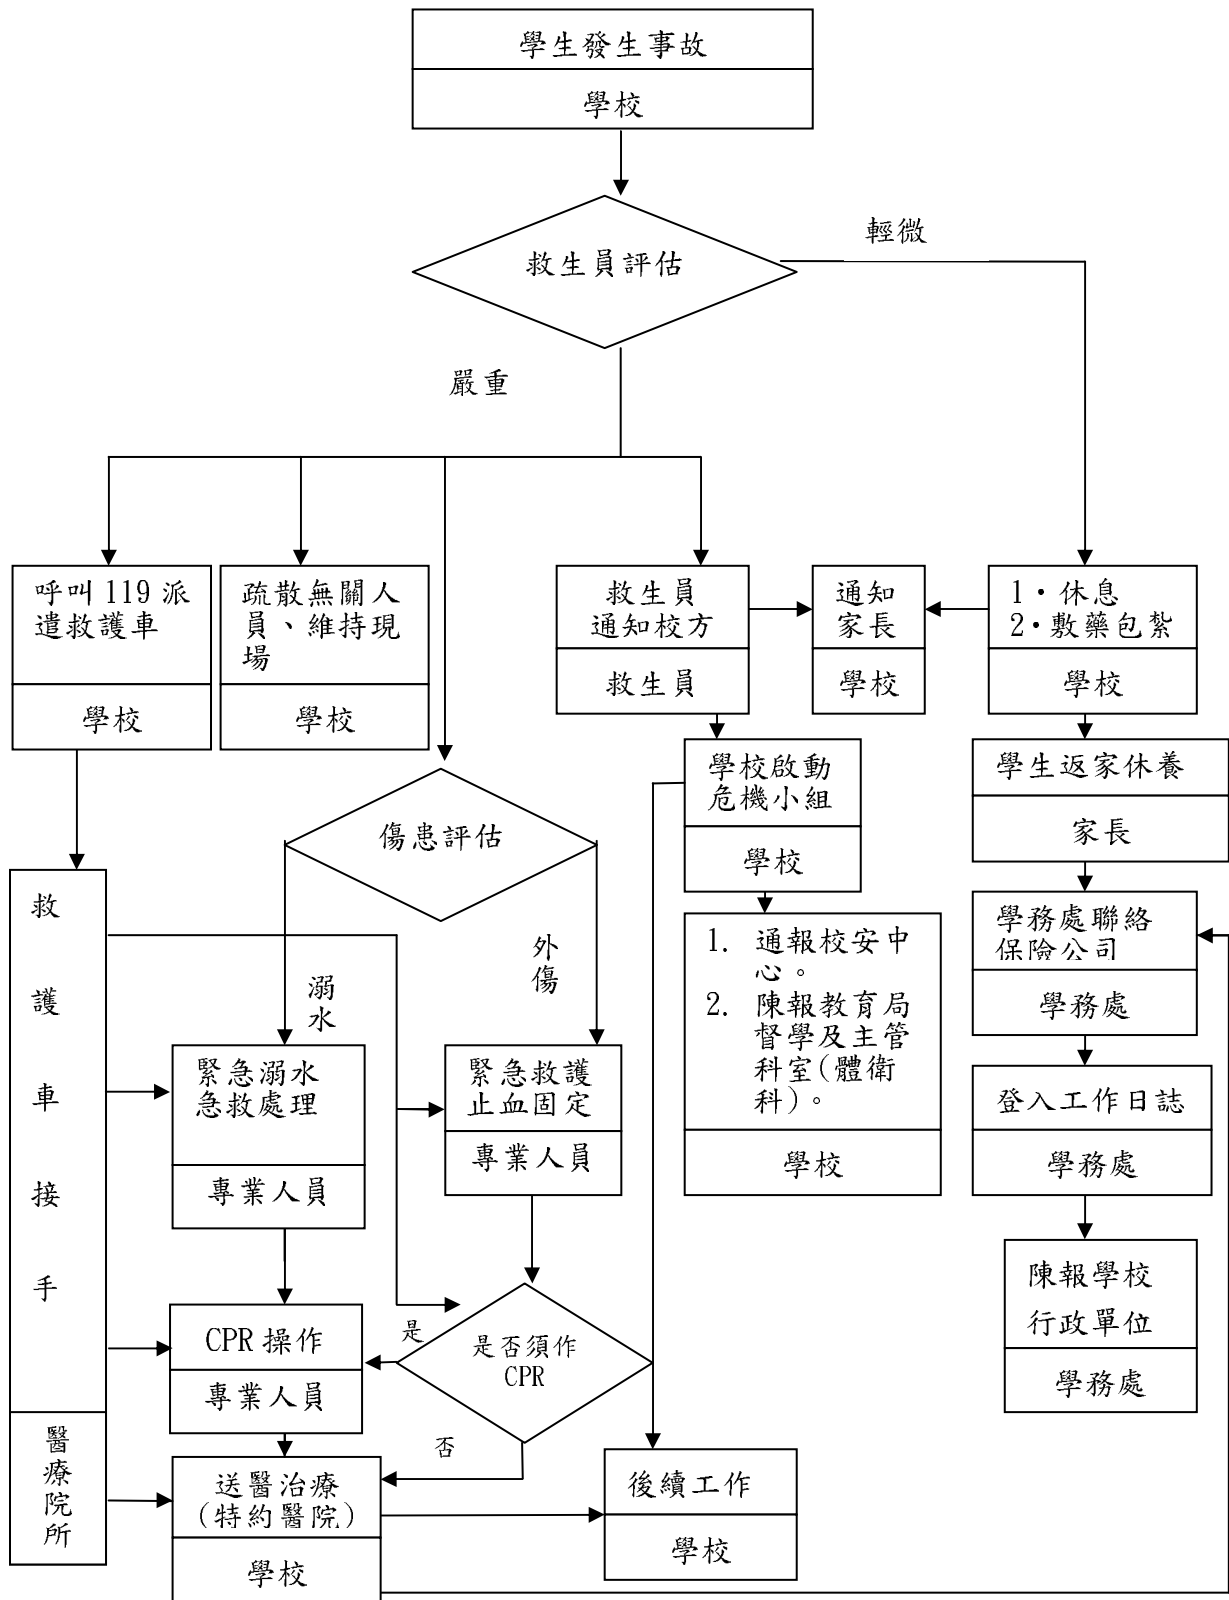 學生發生事故
學校
救生員評估
輕微
嚴重
呼叫119派
遣救護車
學校
疏散無關人
員、維持現
場
學校
救生員
通知校方
救生員
通知
家長
學校
1·休息
2·敷藥包紮
學校
學校啟動
危機小組
學校
學生返家休養
家長
傷患評估
溺
水
外
傷
救
護
車
接
手
醫
療
院
所
1. 通報校安中
心。
2. 陳報教育局
督學及主管
科室(體衛
科)。
學校
學務處聯絡
保險公司
學務處
緊急溺水
急救處理
專業人員
緊急救護
止血固定
專業人員
登入工作日誌
學務處
CPR操作
專業人員
是
是否須作
CPR
否
陳報學校
行政單位
學務處
送醫治療
(特約醫院)
學校
後續工作
學校